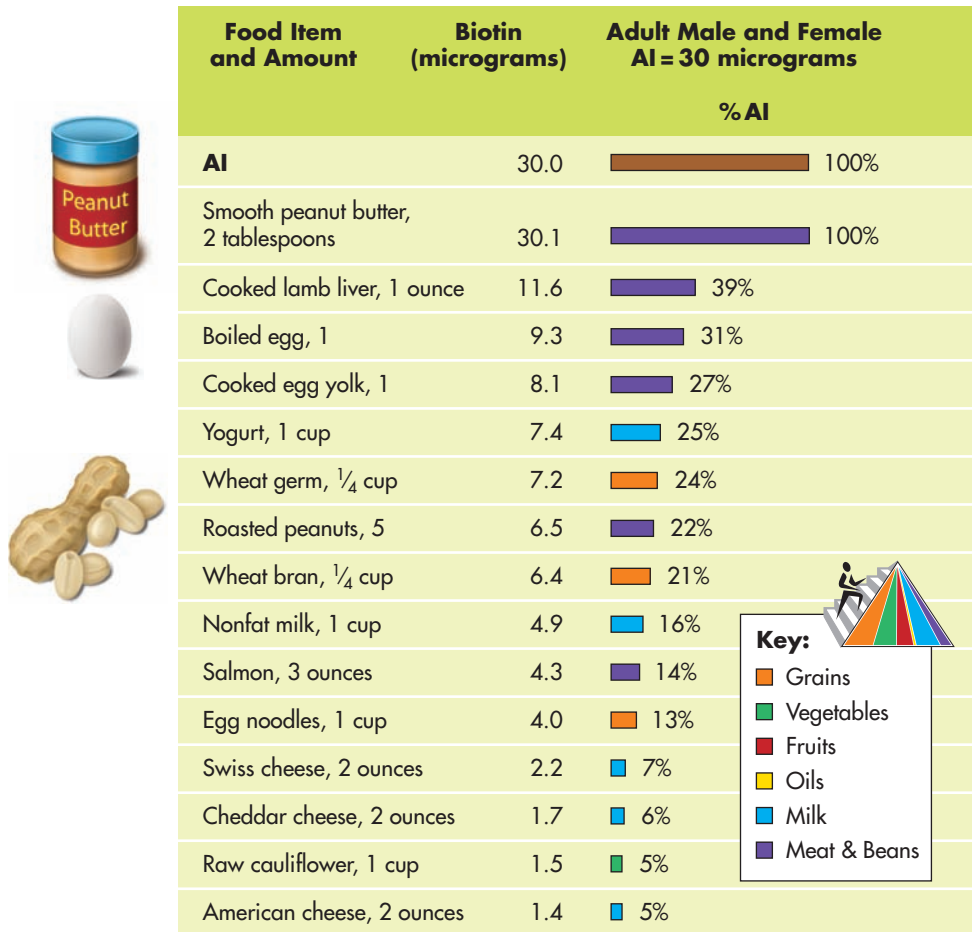 Food Item and Amount Biotin (micrograms) Adult Male and Female AI = 30 micrograms
% AI
AI 30.0 100%
Peanut Butter
Smooth peanut butter,
2 tablespoons 30.1 100%
Cooked lamb liver, 1 ounce 11.6 39%
Boiled egg, 1 9.3 31%
Cooked egg yolk, 1 8.1 27%
Yogurt, 1 cup 7.4 25%
Wheat germ, 1/4 cup 7.2 24%
Roasted peanuts, 5 6.5 22%
Wheat bran, 1/4 cup 6.4 21%
Nonfat milk, 1 cup 4.9 16%
Salmon, 3 ounces 4.3 14%
Egg noodles, 1 cup 4.0 13%
Swiss cheese, 2 ounces 2.2 7%
Cheddar cheese, 2 ounces 1.7 6%
Raw cauliflower, 1 cup 1.5 5%
American cheese, 2 ounces 1.4 5%
Key:
Grains
Vegetables
Fruits
Oils
Milk
Meat & Beans